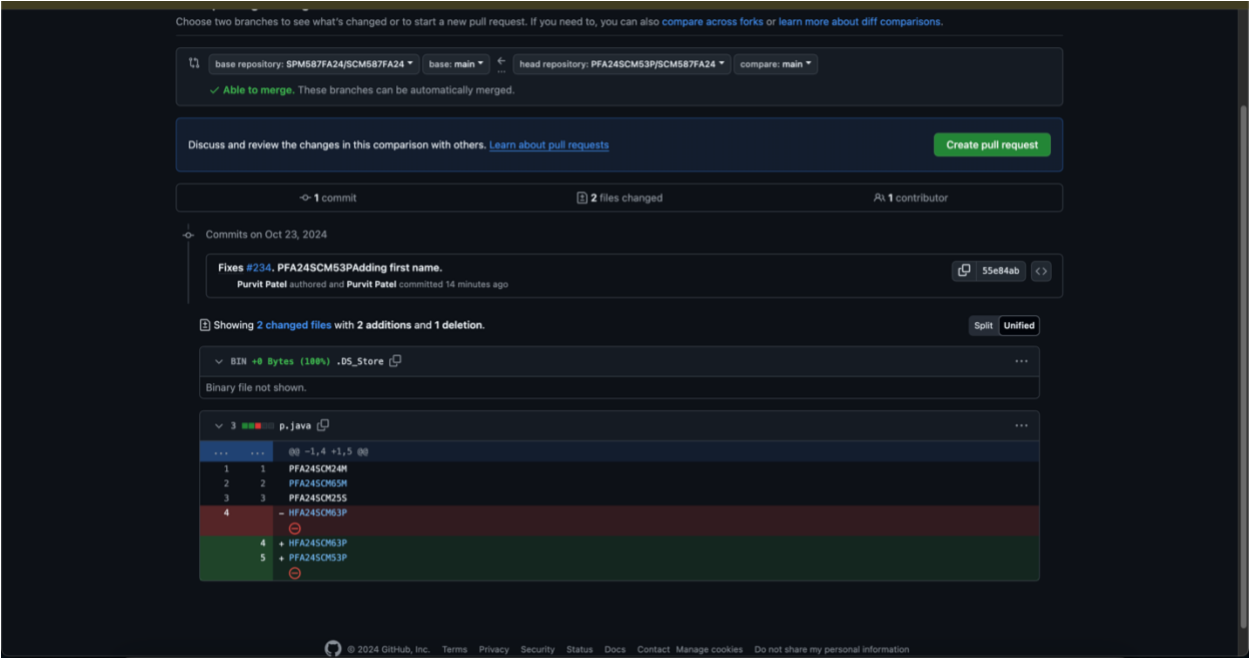 Choose two branches to see what's changed or to start a new pull request. If you need to, you can also compare across forks or learn more about diff comparisons.
base repository: SPM587FA24/SCM587FA24 base: main ← head repository: PFA24SCM53P/SCM587FA24 compare: main
✓ Able to merge. These branches can be automatically merged.
Discuss and review the changes in this comparison with others. Learn about pull requests Create pull request
1 commit 2 files changed 1 contributor
Commits on Oct 23, 2024
Fixes #234. PFA24SCM53PAdding first name. 55e84ab <>
Purvit Patel authored and Purvit Patel committed 14 minutes ago
Showing 2 changed files with 2 additions and 1 deletion. Split Unified
BIN +0 Bytes (100%) .DS_Store ...
Binary file not shown.
3 p.java ...
... ... @@ -1,4 +1,5 @@
1 1 PFA24SCM24M
2 2 PFA24SCM65M
3 3 PFA24SCM25S
4 - HFA24SCM63P
4 + HFA24SCM63P
5 + PFA24SCM53P
© 2024 GitHub, Inc. Terms Privacy Security Status Docs Contact Manage cookies Do not share my personal information